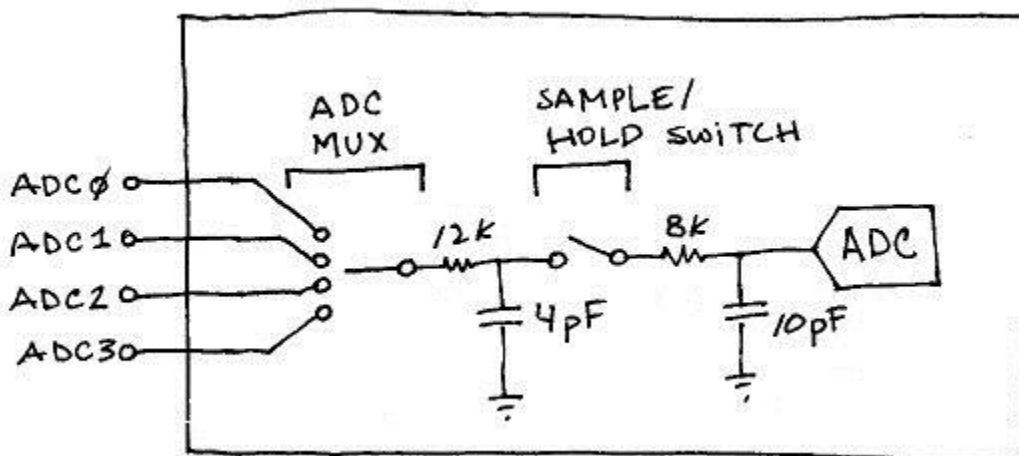 ADC
MUX
SAMPLE/
HOLD SWITCH
ADCØ
ADC1
ADC2
ADC3
12K
4pF
8K
10pF
ADC